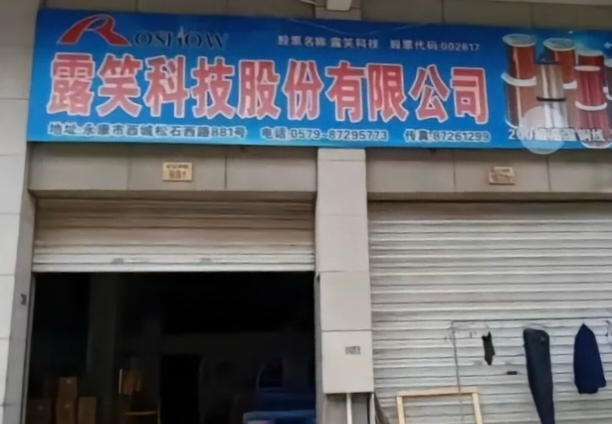 ROSHOW 股票名称:露笑科技 股票代码:002617
露笑科技股份有限公司
地址:永康市西城松石西路881号 电话:0579-87295773 传真:87261299